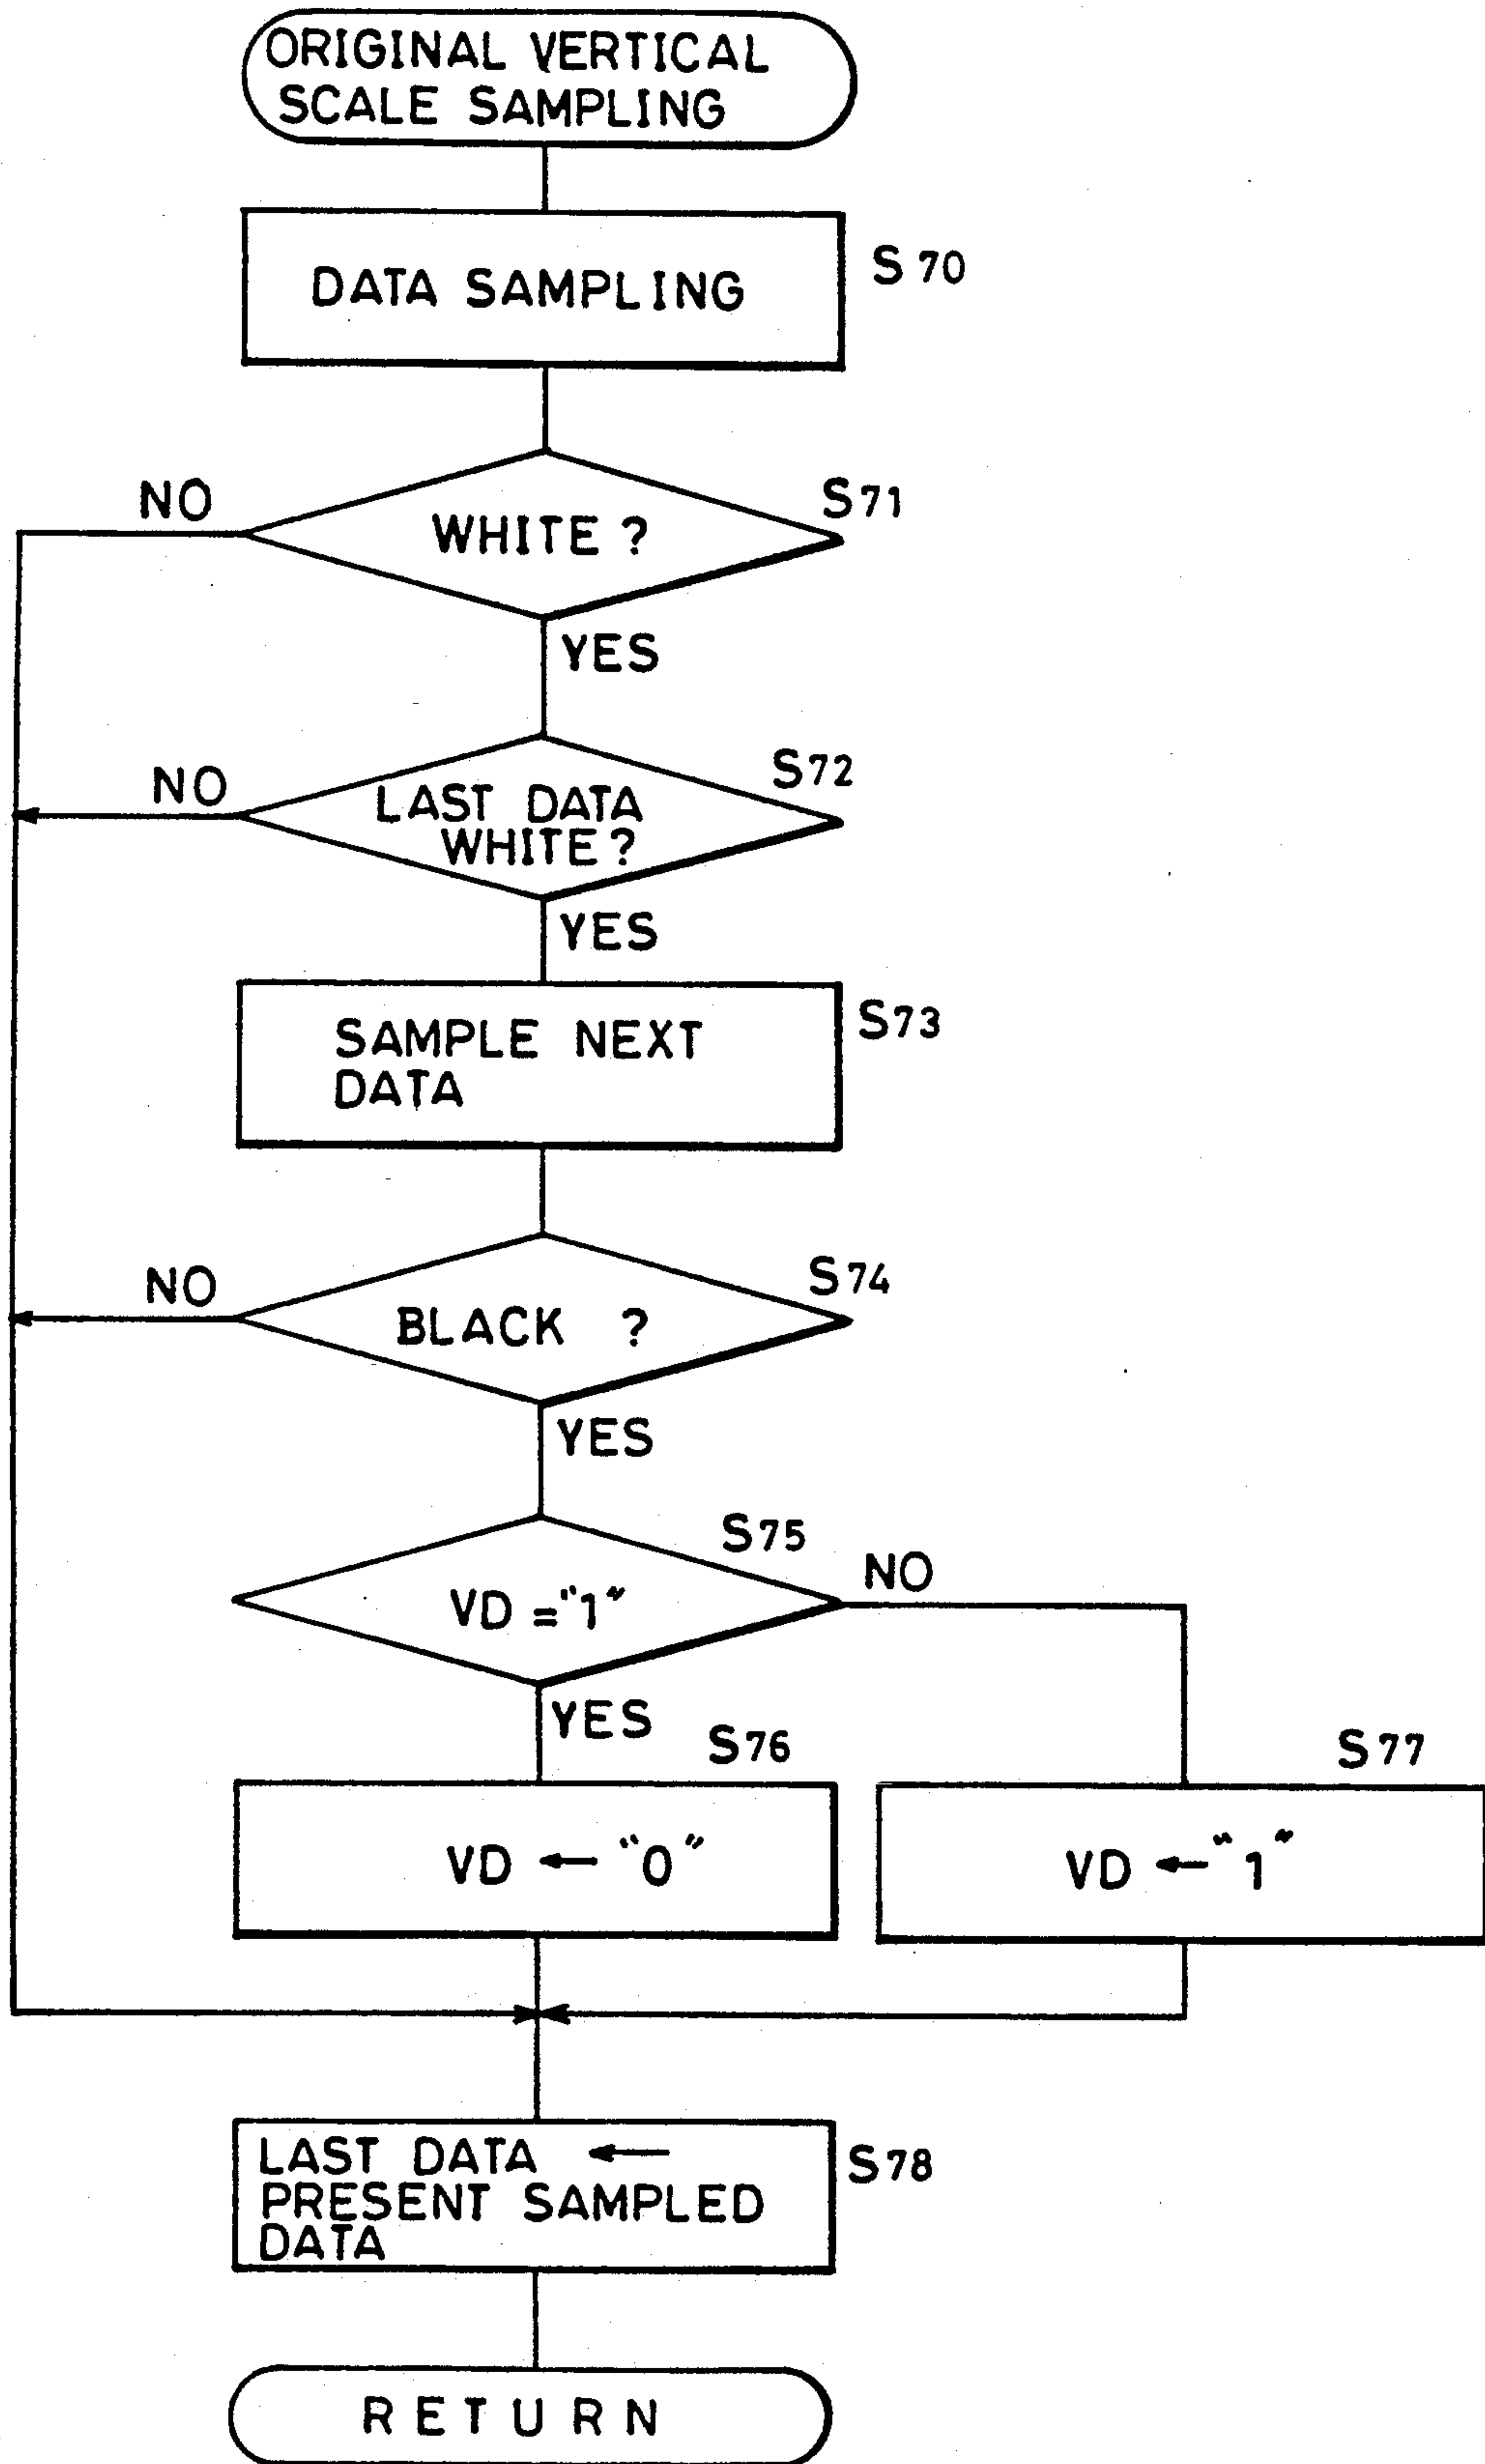 ORIGINAL VERTICAL
SCALE SAMPLING
DATA SAMPLING
S70
NO
WHITE ?
S71
YES
NO
LAST DATA
WHITE?
S72
YES
SAMPLE NEXT
DATA
S73
NO
BLACK ?
S74
YES
S75
VD = "1"
NO
YES
S76
S77
VD ← "0"
VD ← "1"
LAST DATA ←
PRESENT SAMPLED
DATA
S78
RETURN